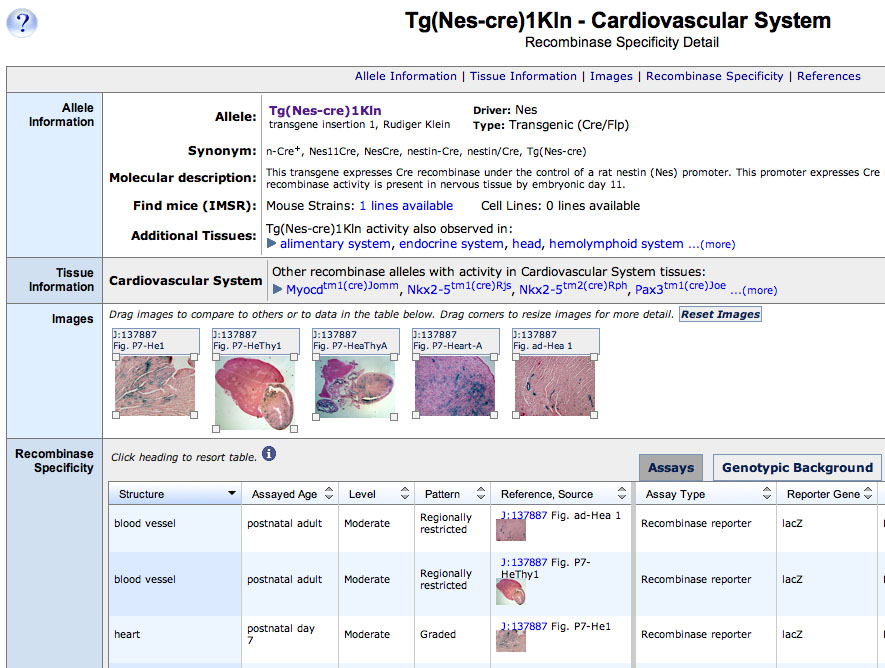 ?
Tg(Nes-cre)1Kln - Cardiovascular System
Recombinase Specificity Detail
Allele Information | Tissue Information | Images | Recombinase Specificity | References
Allele Information
Allele: Tg(Nes-cre)1Kln
transgene insertion 1, Rudiger Klein
Driver: Nes
Type: Transgenic (Cre/Flp)
Synonym: n-Cre⁺, Nes11Cre, NesCre, nestin-Cre, nestin/Cre, Tg(Nes-cre)
Molecular description: This transgene expresses Cre recombinase under the control of a rat nestin (Nes) promoter. This promoter expresses Cre
recombinase activity is present in nervous tissue by embryonic day 11.
Find mice (IMSR): Mouse Strains: 1 lines available Cell Lines: 0 lines available
Additional Tissues: Tg(Nes-cre)1Kln activity also observed in:
alimentary system, endocrine system, head, hemolymphoid system ...(more)
Tissue Information
Cardiovascular System
Other recombinase alleles with activity in Cardiovascular System tissues:
Myocdtm1(cre)Jomm, Nkx2-5tm1(cre)Rjs, Nkx2-5tm2(cre)Rph, Pax3tm1(cre)Joe ...(more)
Images
Drag images to compare to others or to data in the table below. Drag corners to resize images for more detail. Reset Images
J:137887
Fig. P7-He1
J:137887
Fig. P7-HeThy1
J:137887
Fig. P7-HeaThyA
J:137887
Fig. P7-Heart-A
J:137887
Fig. ad-Hea 1
Recombinase Specificity
Click heading to resort table. i
Assays Genotypic Background
Structure Assayed Age Level Pattern Reference, Source Assay Type Reporter Gene
blood vessel postnatal adult Moderate Regionally restricted J:137887 Fig. ad-Hea 1 Recombinase reporter lacZ
blood vessel postnatal adult Moderate Regionally restricted J:137887 Fig. P7-HeThy1 Recombinase reporter lacZ
heart postnatal day 7 Moderate Graded J:137887 Fig. P7-He1 Recombinase reporter lacZ